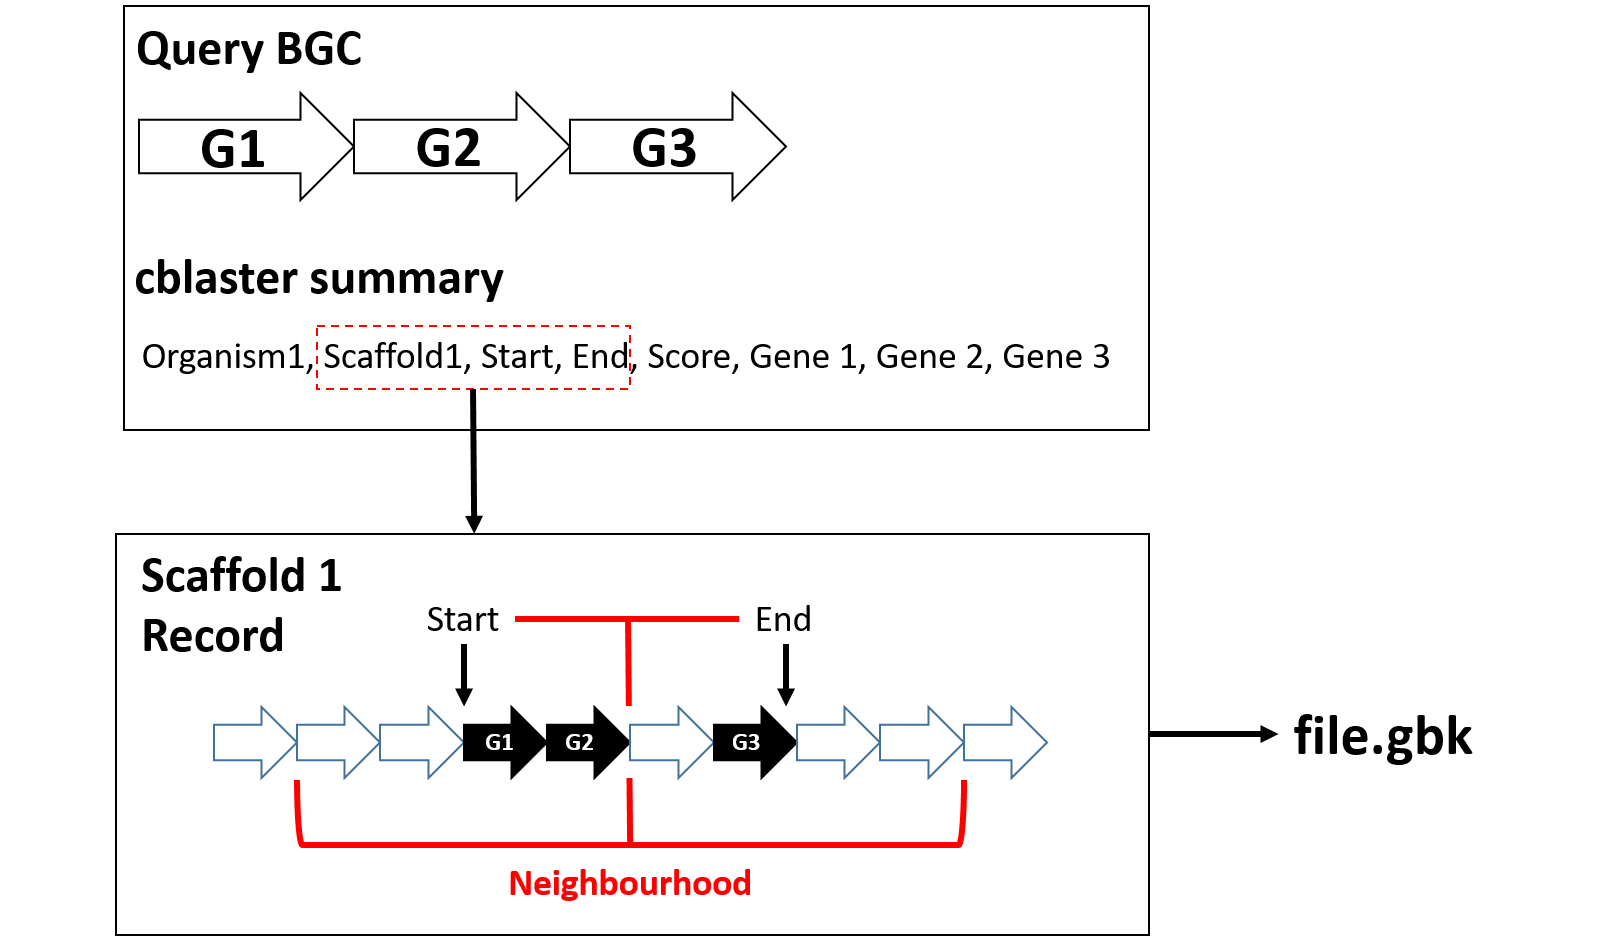 Query BGC
G1 G2 G3
cblaster summary
Organism1, Scaffold1, Start, End, Score, Gene 1, Gene 2, Gene 3
Scaffold 1
Record
Start End
G1 G2 G3
file.gbk
Neighbourhood